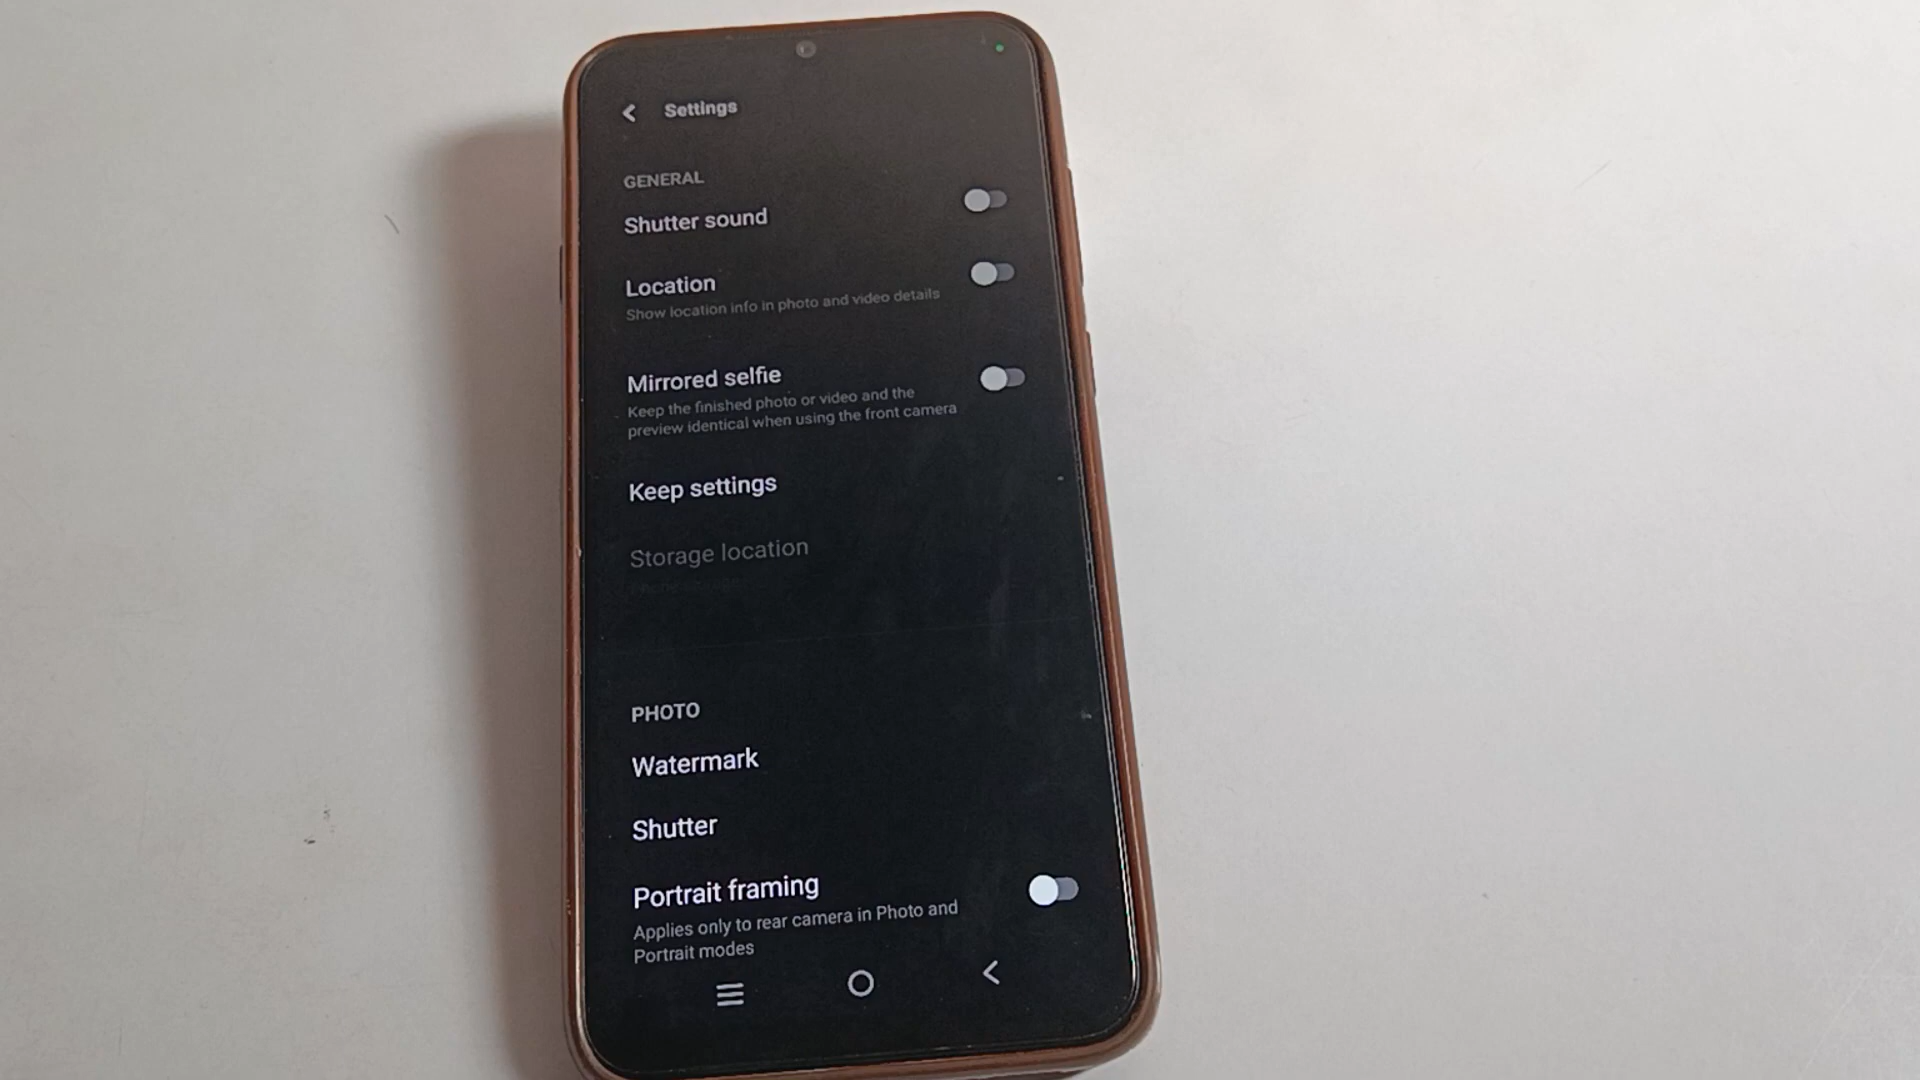 Settings
GENERAL
Shutter sound
Location
Show location info in photo and video details
Mirrored selfie
Keep the finished photo or video and the
preview identical when using the front camera
Keep settings
Storage location
PHOTO
Watermark
Shutter
Portrait framing
Applies only to rear camera in Photo and
Portrait modes